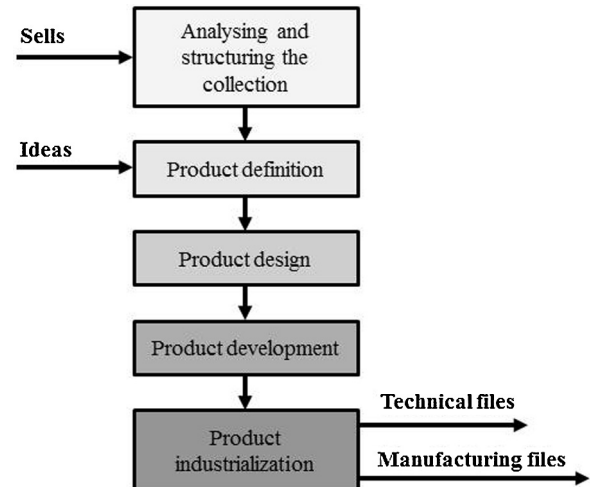 Sells
Analysing and
structuring the
collection
Ideas
Product definition
Product design
Product development
Technical files
Product
industrialization
Manufacturing files